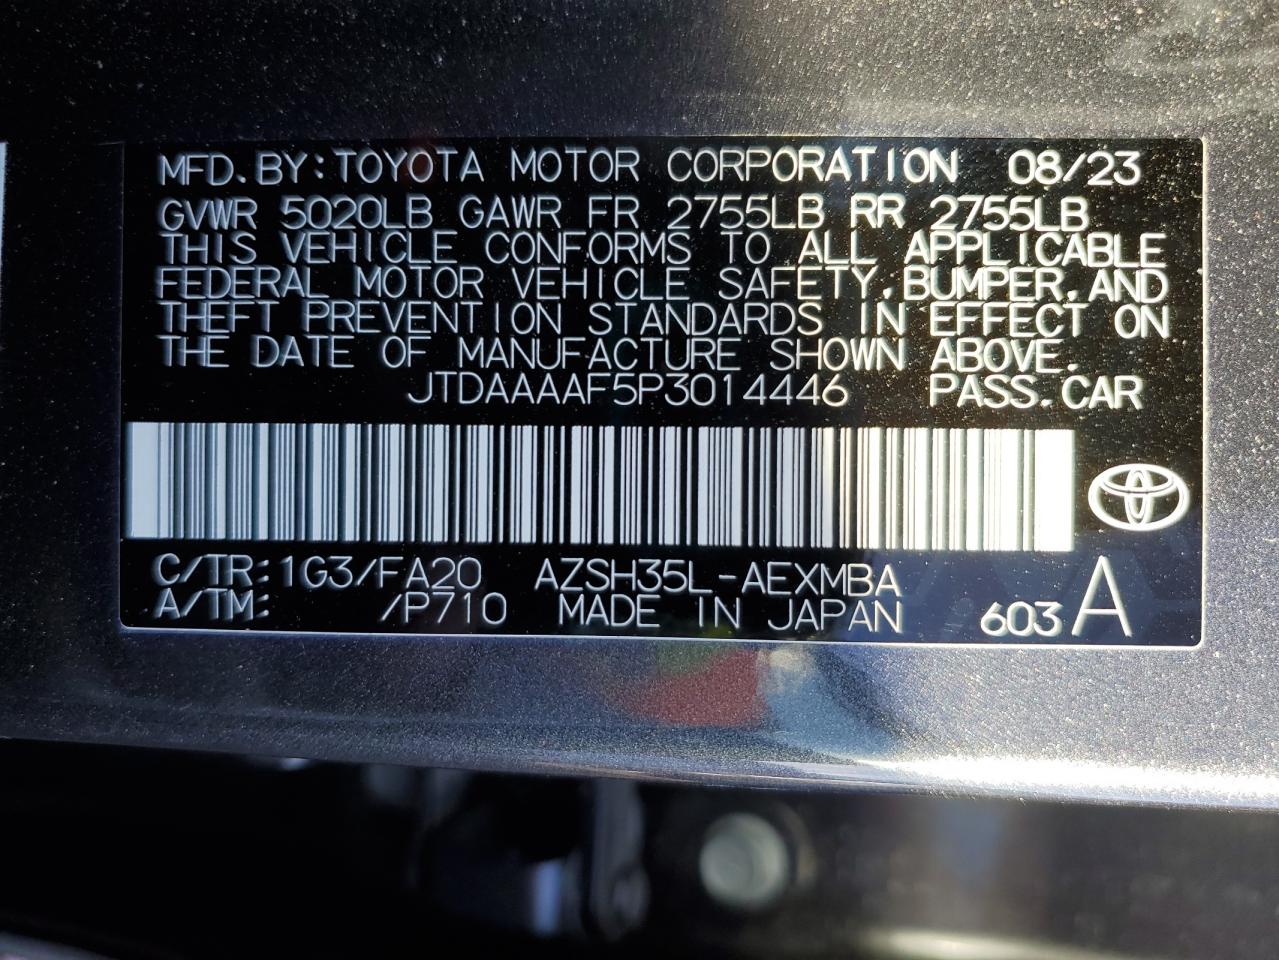 MFD.BY:TOYOTA MOTOR CORPORATION 08/23
GVWR 5020LB GAWR FR 2755LB RR 2755LB
THIS VEHICLE CONFORMS TO ALL APPLICABLE
FEDERAL MOTOR VEHICLE SAFETY,BUMPER,AND
THEFT PREVENTION STANDARDS IN EFFECT ON
THE DATE OF MANUFACTURE SHOWN ABOVE.
JTDAAAAF5P3014446 PASS.CAR
C/TR:1G3/FA20 AZSH35L-AEXMBA
A/TM: /P710 MADE IN JAPAN 603 A